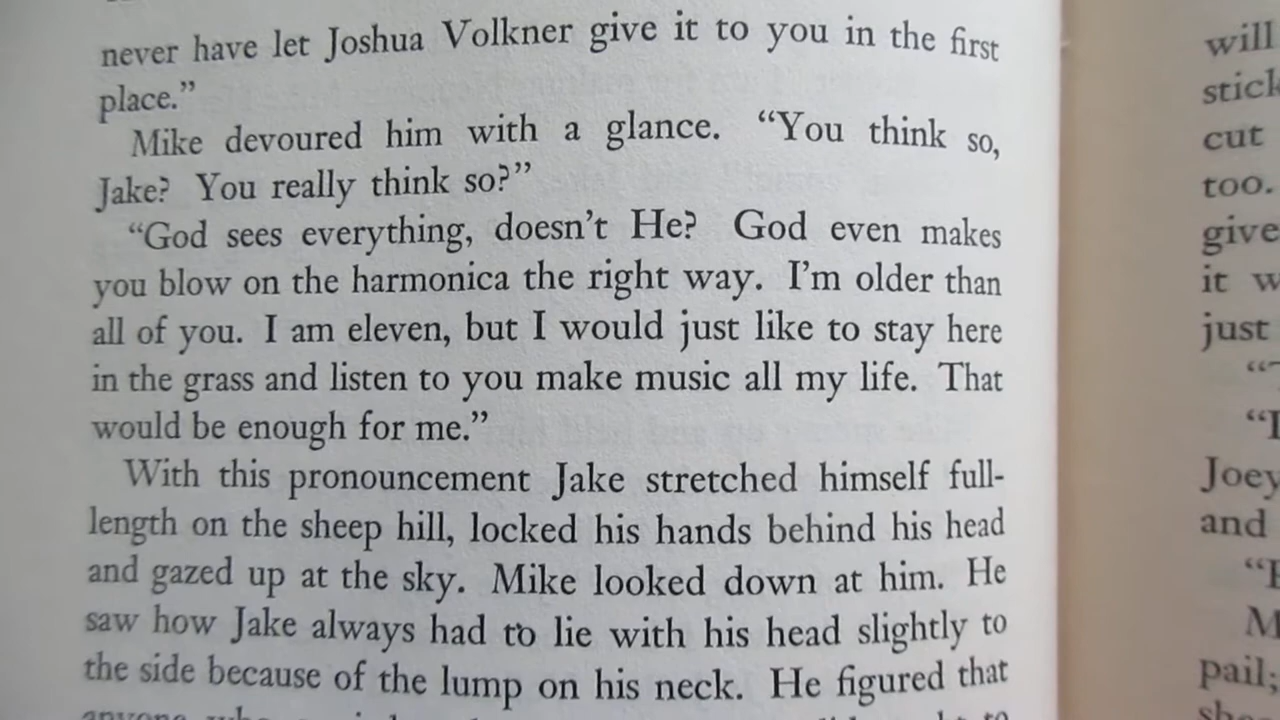 never have let Joshua Volkner give it to you in the first
place.”
Mike devoured him with a glance. “You think so,
Jake? You really think so?”
“God sees everything, doesn’t He? God even makes
you blow on the harmonica the right way. I’m older than
all of you. I am eleven, but I would just like to stay here
in the grass and listen to you make music all my life. That
would be enough for me.”
With this pronouncement Jake stretched himself full-
length on the sheep hill, locked his hands behind his head
and gazed up at the sky. Mike looked down at him. He
saw how Jake always had to lie with his head slightly to
the side because of the lump on his neck. He figured that
will
stick
cut
too.
give
it w
just
“I
Joey
and
M
pail;